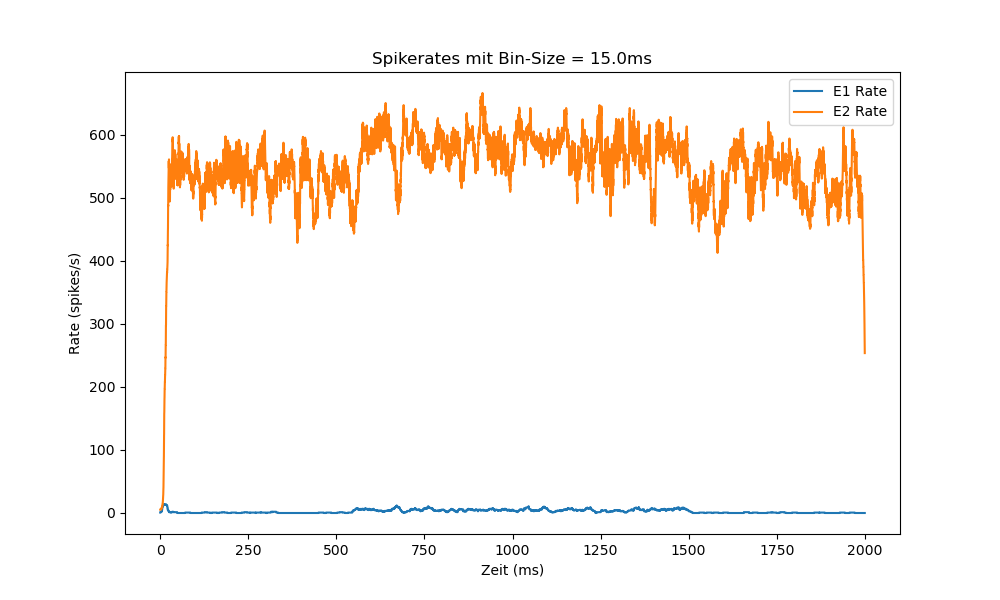 Spikerates mit Bin-Size = 15.0ms
E1 Rate
E2 Rate
600
500
400
300
200
100
0
Rate (spikes/s)
0 250 500 750 1000 1250 1500 1750 2000
Zeit (ms)